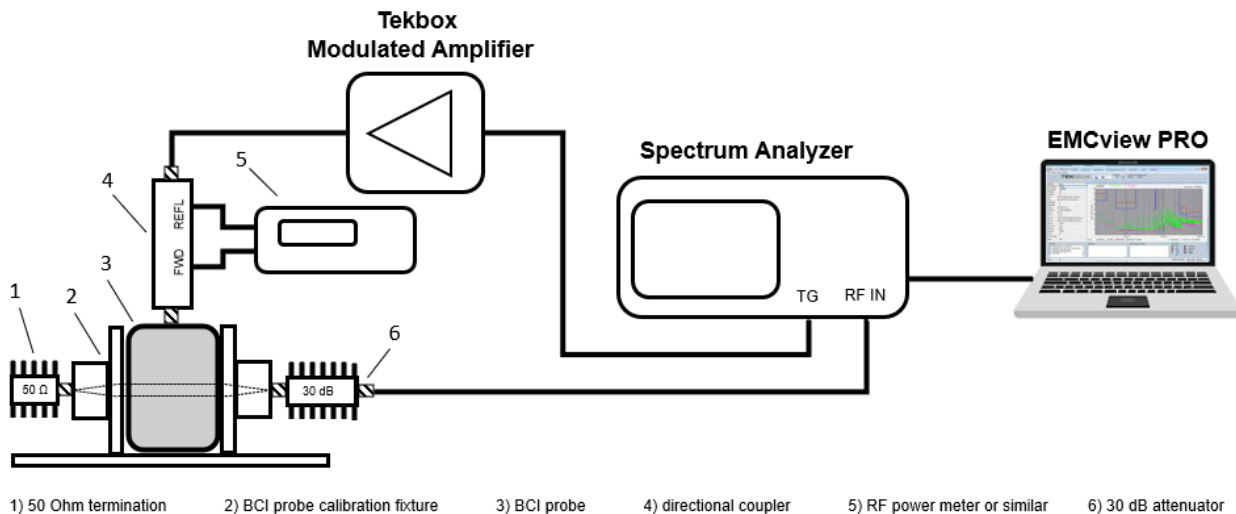 Tekbox
Modulated Amplifier
EMCview PRO
Spectrum Analyzer
5
4
REFL
FWD
3
TG RF IN
1
2
6
50 Ω
30 dB
1) 50 Ohm termination 2) BCI probe calibration fixture 3) BCI probe 4) directional coupler 5) RF power meter or similar 6) 30 dB attenuator